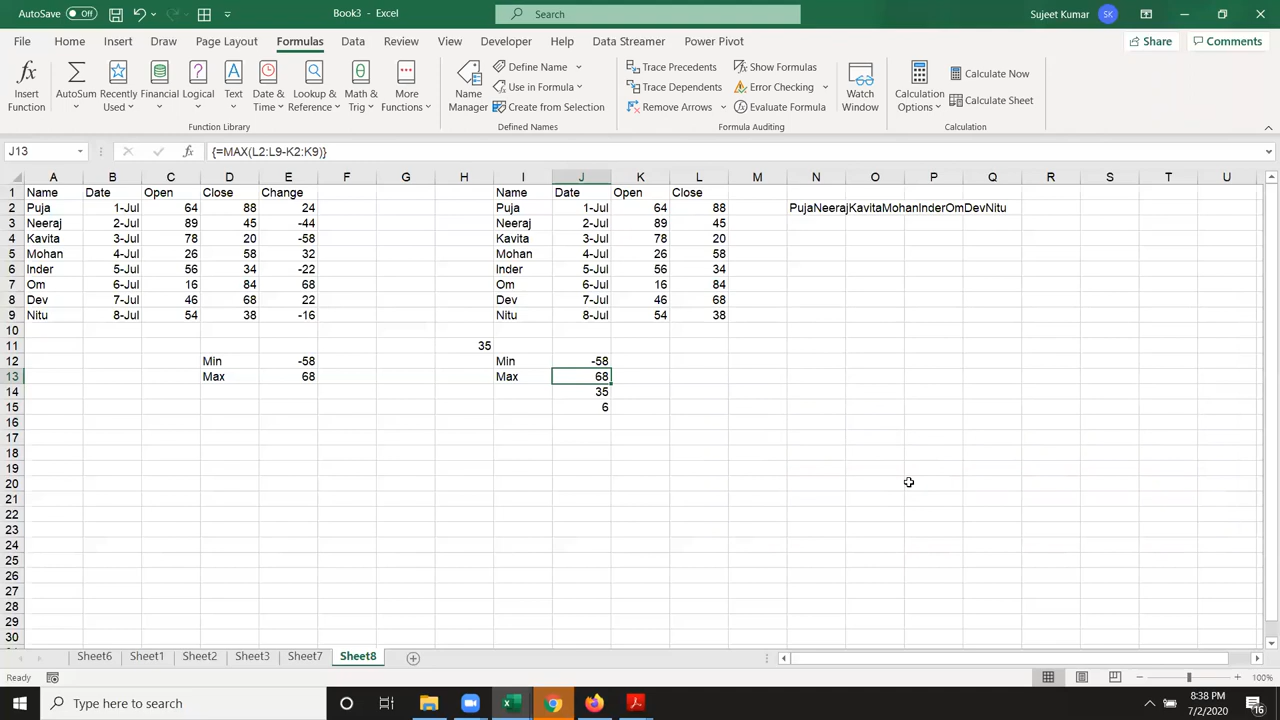 AutoSave Off Book3 - Excel Search Sujeet Kumar SK
File Home Insert Draw Page Layout Formulas Data Review View Developer Help Data Streamer Power Pivot Share Comments
Insert Function
AutoSum
Recently Used
Financial
Logical
Text
Date & Time
Lookup & Reference
Math & Trig
More Functions
Function Library
Name Manager
Define Name
Use in Formula
Create from Selection
Defined Names
Trace Precedents
Trace Dependents
Remove Arrows
Show Formulas
Error Checking
Evaluate Formula
Formula Auditing
Watch Window
Calculation Options
Calculate Now
Calculate Sheet
Calculation
J13 fx {=MAX(L2:L9-K2:K9)}
A B C D E F G H I J K L M N O P Q R S T U
1 Name Date Open Close Change Name Date Open Close
2 Puja 1-Jul 64 88 24 Puja 1-Jul 64 88 PujaNeerajKavitaMohanInderOmDevNitu
3 Neeraj 2-Jul 89 45 -44 Neeraj 2-Jul 89 45
4 Kavita 3-Jul 78 20 -58 Kavita 3-Jul 78 20
5 Mohan 4-Jul 26 58 32 Mohan 4-Jul 26 58
6 Inder 5-Jul 56 34 -22 Inder 5-Jul 56 34
7 Om 6-Jul 16 84 68 Om 6-Jul 16 84
8 Dev 7-Jul 46 68 22 Dev 7-Jul 46 68
9 Nitu 8-Jul 54 38 -16 Nitu 8-Jul 54 38
10
11 35
12 Min -58 Min -58
13 Max 68 Max 68
14 35
15 6
16
17
18
19
20
21
22
23
24
25
26
27
28
29
30
Sheet6 Sheet1 Sheet2 Sheet3 Sheet7 Sheet8
Ready 100%
Type here to search
8:38 PM
7/2/2020
16